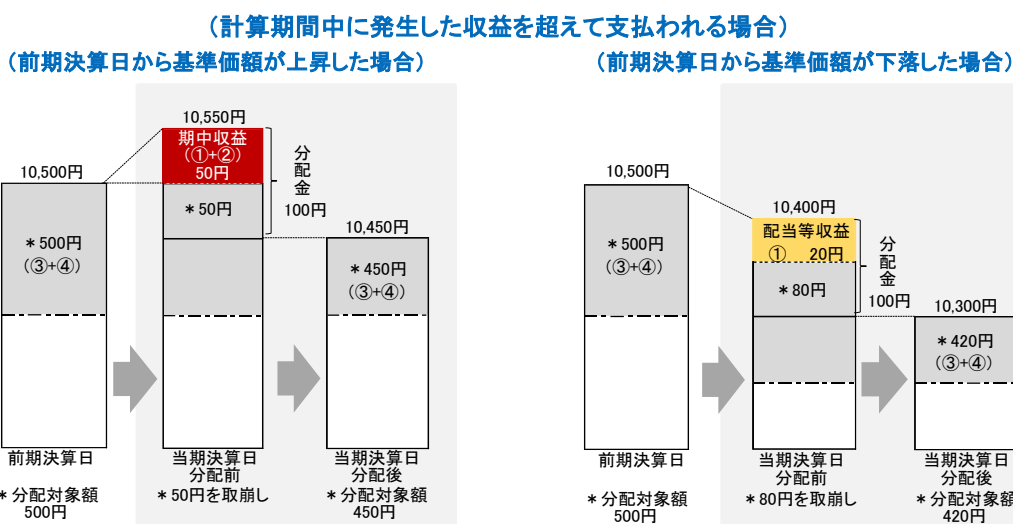 （計算期間中に発生した収益を超えて支払われる場合）
（前期決算日から基準価額が上昇した場合）
10,550円
期中収益
（①+②）
50円
分配金
100円
10,500円
＊50円
10,450円
＊500円
（③+④）
＊450円
（③+④）
前期決算日
当期決算日
分配前
当期決算日
分配後
＊分配対象額
500円
＊50円を取崩し
＊分配対象額
450円
（前期決算日から基準価額が下落した場合）
10,500円
10,400円
配当等収益
① 20円
分配金
100円
＊500円
（③+④）
＊80円
10,300円
＊420円
（③+④）
前期決算日
当期決算日
分配前
当期決算日
分配後
＊分配対象額
500円
＊80円を取崩し
＊分配対象額
420円